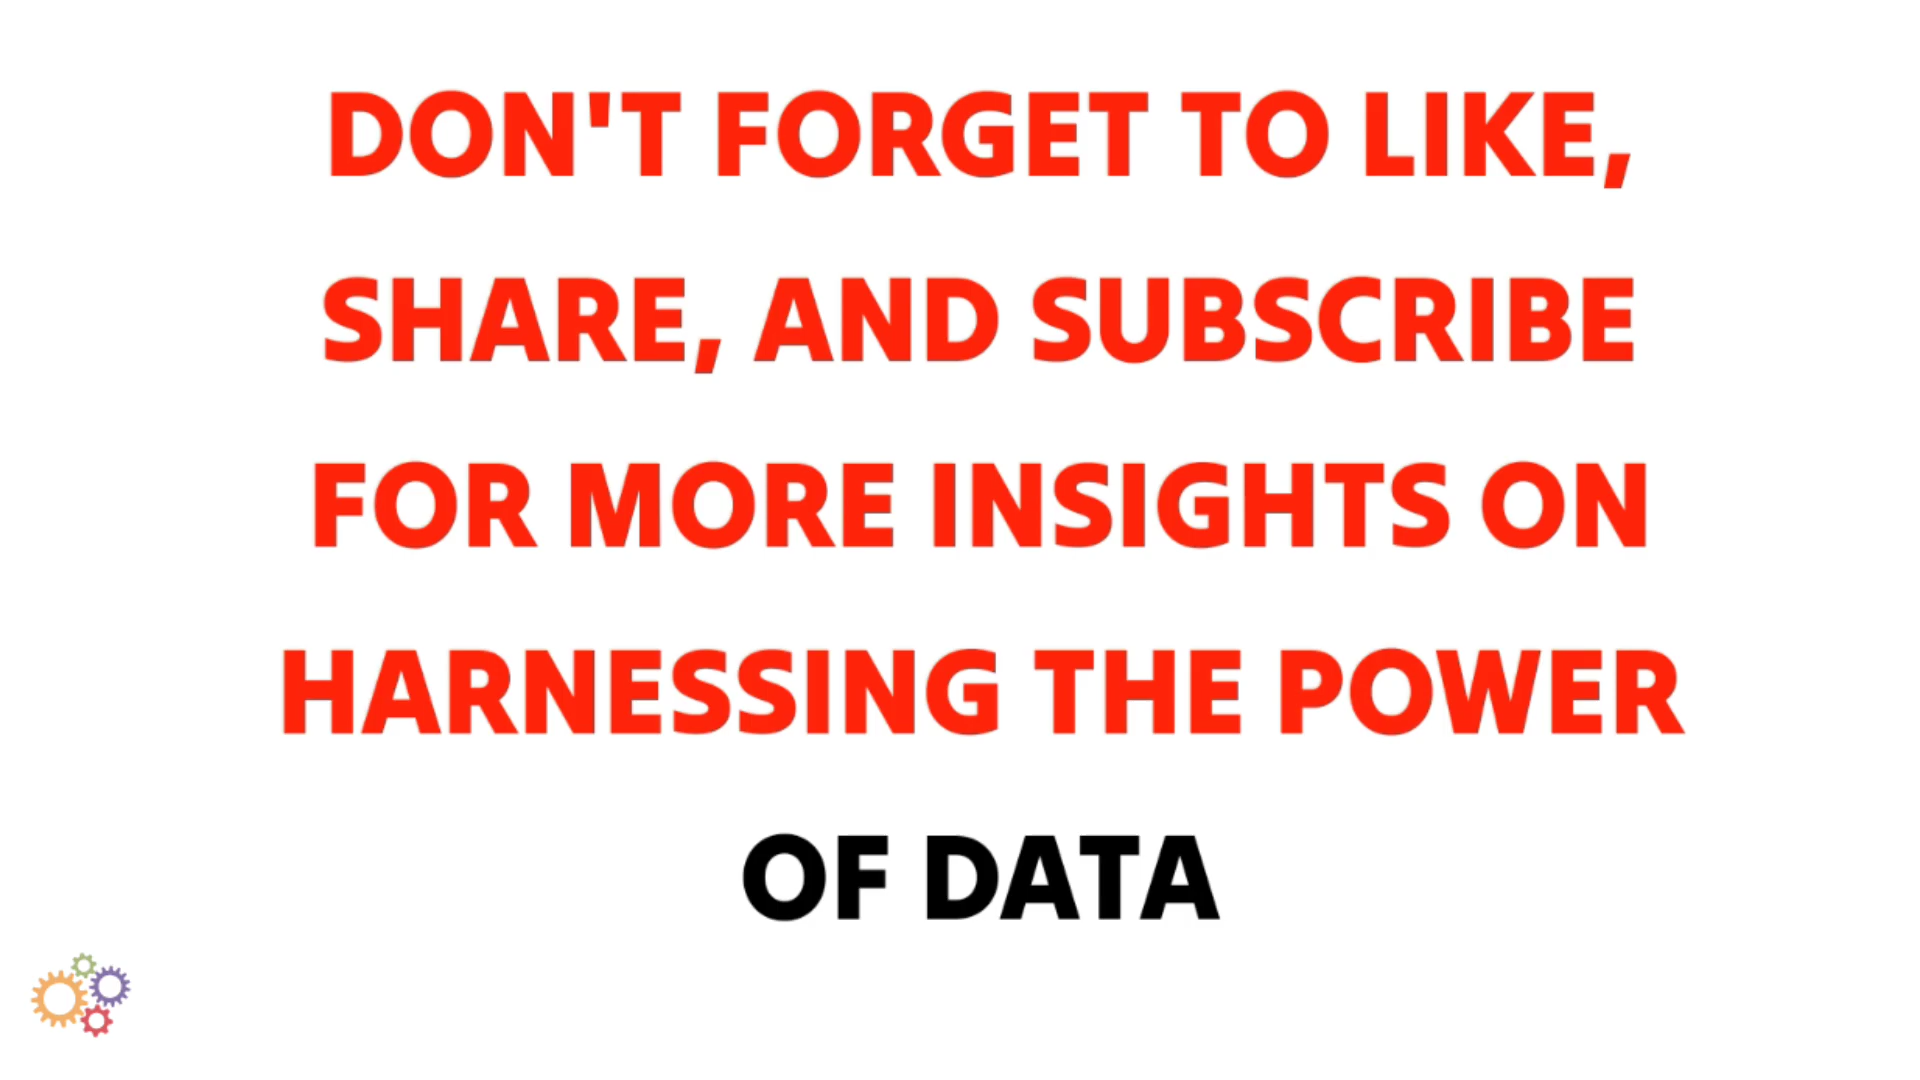 DON'T FORGET TO LIKE,
SHARE, AND SUBSCRIBE
FOR MORE INSIGHTS ON
HARNESSING THE POWER
OF DATA